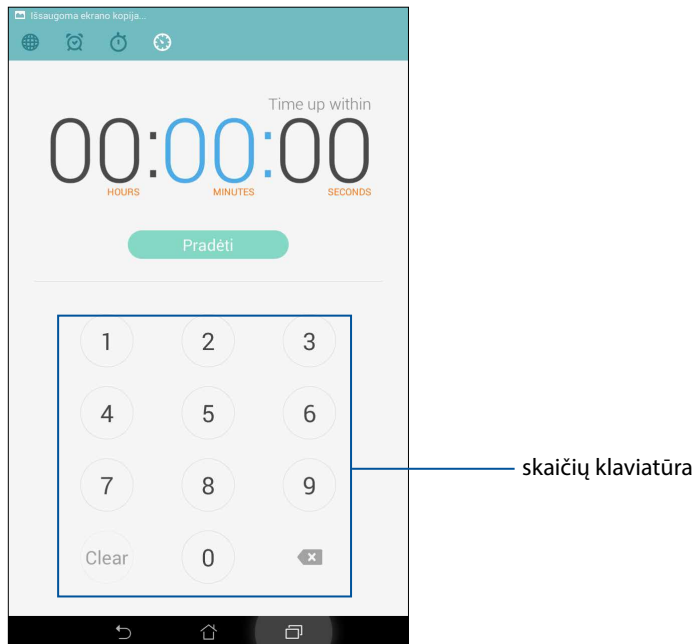 Išsaugoma ekrano kopija...
Time up within
00:00:00
HOURS MINUTES SECONDS
Pradėti
1 2 3
4 5 6
7 8 9
Clear 0
skaičių klaviatūra